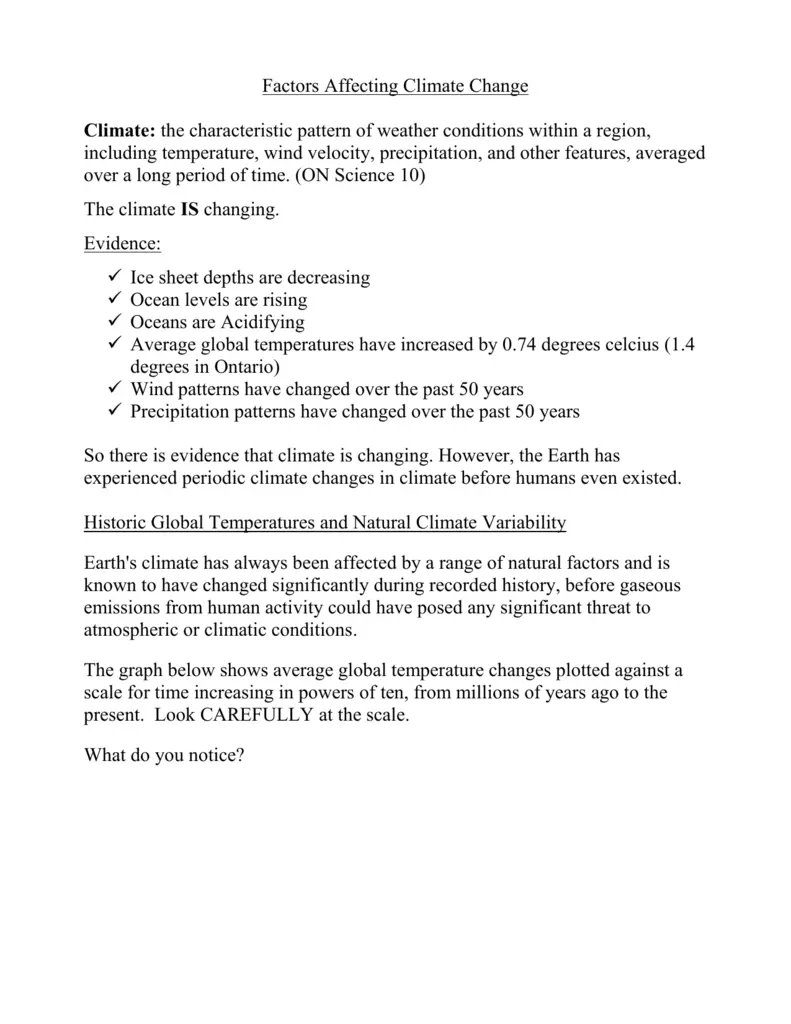 Factors Affecting Climate Change
Climate: the characteristic pattern of weather conditions within a region,
including temperature, wind velocity, precipitation, and other features, averaged
over a long period of time. (ON Science 10)
The climate IS changing.
Evidence:
✓ Ice sheet depths are decreasing
✓ Ocean levels are rising
✓ Oceans are Acidifying
✓ Average global temperatures have increased by 0.74 degrees celcius (1.4
degrees in Ontario)
✓ Wind patterns have changed over the past 50 years
✓ Precipitation patterns have changed over the past 50 years
So there is evidence that climate is changing. However, the Earth has
experienced periodic climate changes in climate before humans even existed.
Historic Global Temperatures and Natural Climate Variability
Earth's climate has always been affected by a range of natural factors and is
known to have changed significantly during recorded history, before gaseous
emissions from human activity could have posed any significant threat to
atmospheric or climatic conditions.
The graph below shows average global temperature changes plotted against a
scale for time increasing in powers of ten, from millions of years ago to the
present. Look CAREFULLY at the scale.
What do you notice?